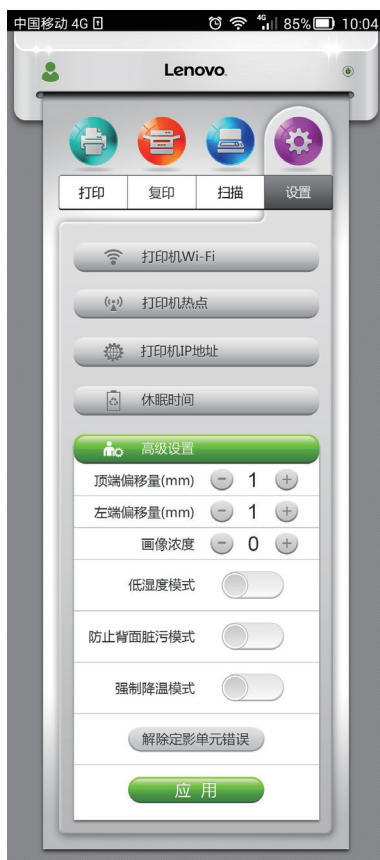 中国移动 4G 85% 10:04
Lenovo.
打印 复印 扫描 设置
打印机Wi-Fi
打印机热点
打印机IP地址
休眠时间
高级设置
顶端偏移量(mm) - 1 +
左端偏移量(mm) - 1 +
画像浓度 - 0 +
低湿度模式
防止背面脏污模式
强制降温模式
解除定影单元错误
应 用